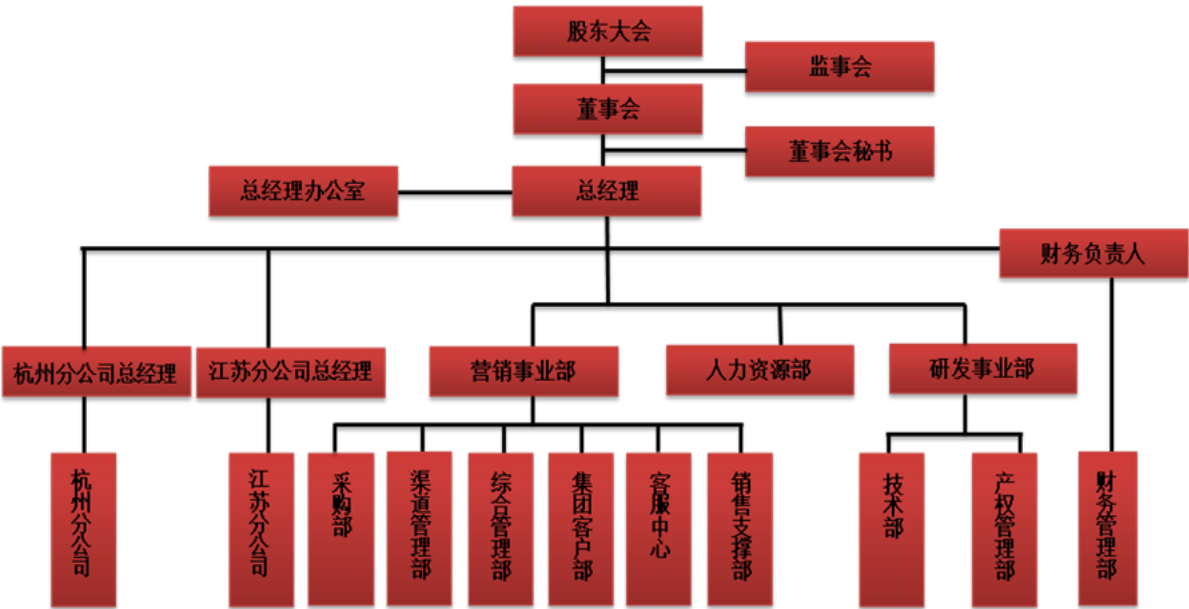 股东大会
监事会
董事会
董事会秘书
总经理办公室
总经理
财务负责人
杭州分公司总经理
江苏分公司总经理
营销事业部
人力资源部
研发事业部
杭州分公司
江苏分公司
采购部
渠道管理部
综合管理部
集团客户部
客服中心
销售支撑部
技术部
产权管理部
财务管理部